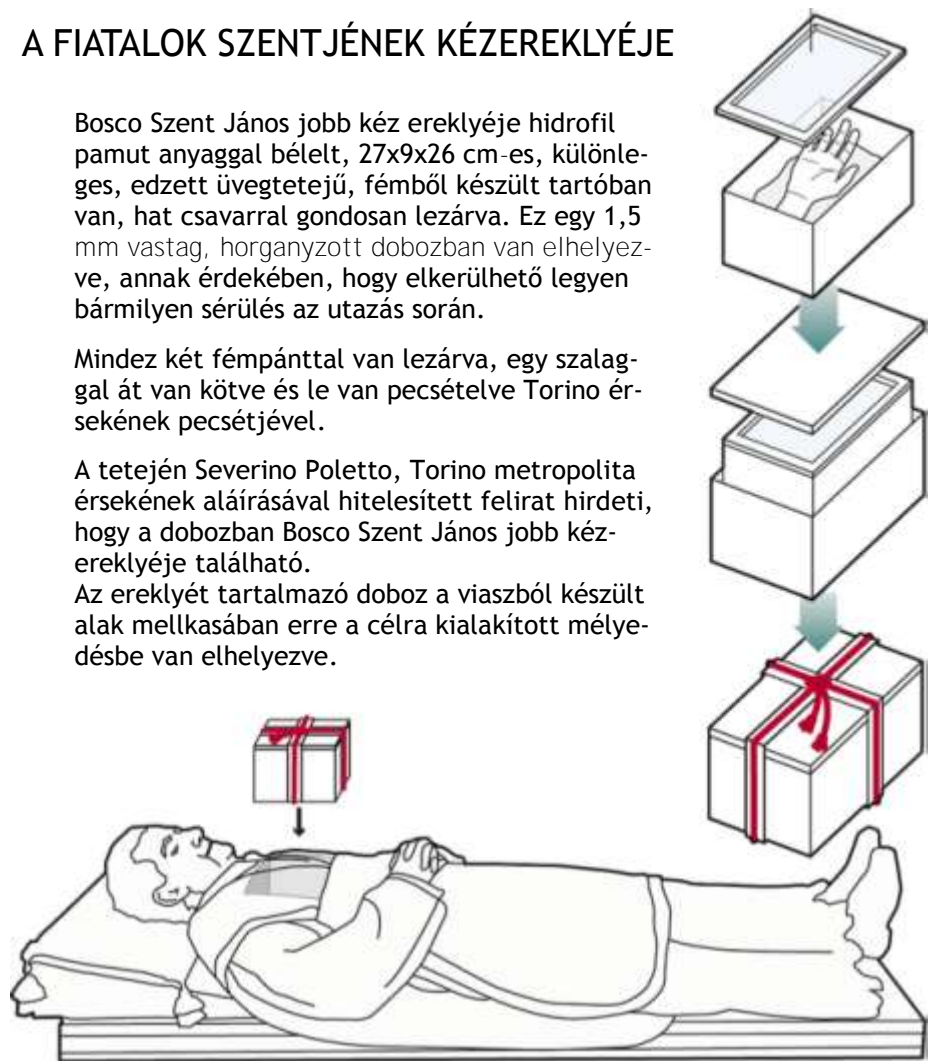 A FIATALOK SZENTJÉNEK KÉZEREKLYÉJE
Bosco Szent János jobb kéz ereklyéje hidrofil
pamut anyaggal bélelt, 27x9x26 cm-es, különle-
ges, edzett üvegtetejű, fémből készült tartóban
van, hat csavarral gondosan lezárva. Ez egy 1,5
mm vastag, horganyzott dobozban van elhelyez-
ve, annak érdekében, hogy elkerülhető legyen
bármilyen sérülés az utazás során.
Mindez két fémpánttal van lezárva, egy szalag-
gal át van kötve és le van pecsételve Torino ér-
sekének pecsétjével.
A tetején Severino Poletto, Torino metropolita
érsekének aláírásával hitelesített felirat hirdeti,
hogy a dobozban Bosco Szent János jobb kéz-
ereklyéje található.
Az ereklyét tartalmazó doboz a viaszból készült
alak mellkasában erre a célra kialakított mélye-
désbe van elhelyezve.